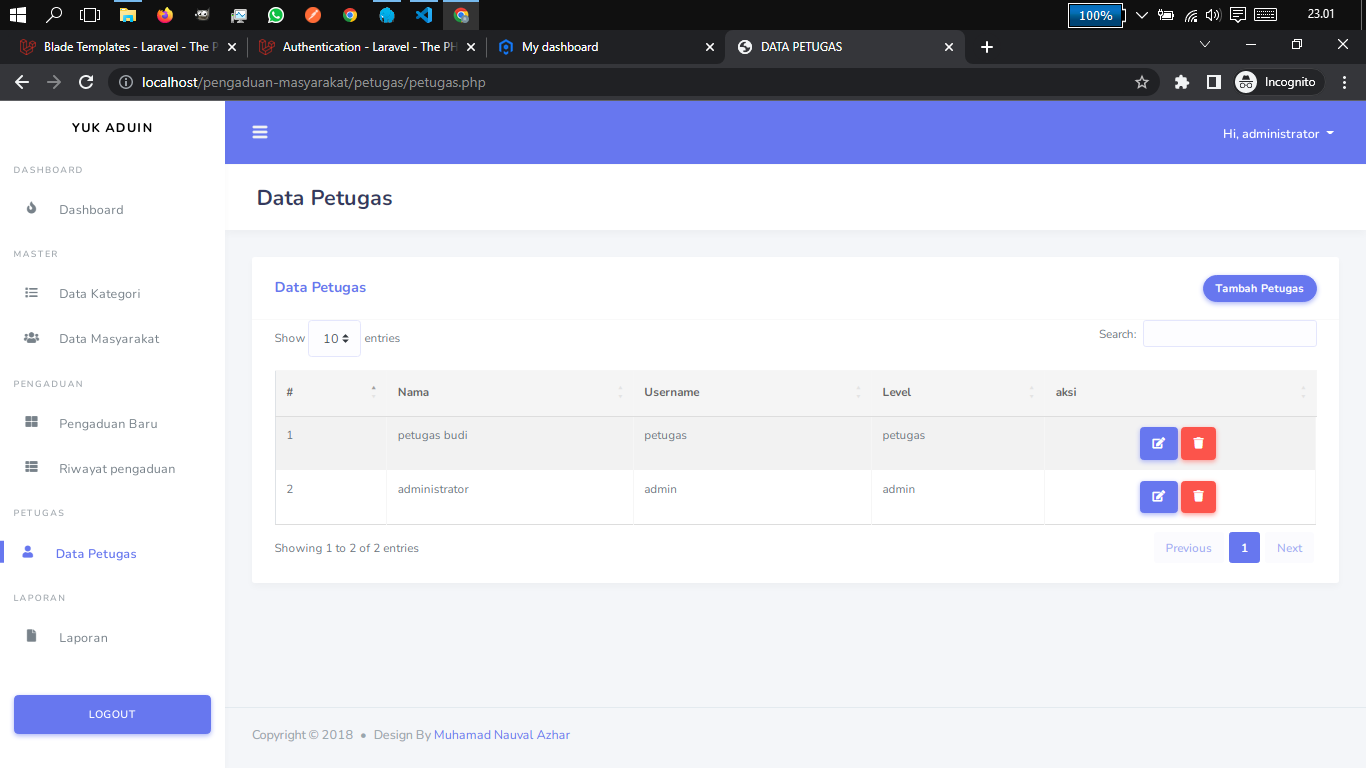 100%
23.01
Blade Templates - Laravel - The P
Authentication - Laravel - The PH
My dashboard
DATA PETUGAS
localhost/pengaduan-masyarakat/petugas/petugas.php
Incognito
YUK ADUIN
Hi, administrator
DASHBOARD
Dashboard
MASTER
Data Kategori
Data Masyarakat
PENGADUAN
Pengaduan Baru
Riwayat pengaduan
PETUGAS
Data Petugas
LAPORAN
Laporan
LOGOUT
Data Petugas
Data Petugas
Tambah Petugas
Show 10 entries
Search:
# Nama Username Level aksi
1 petugas budi petugas petugas
2 administrator admin admin
Showing 1 to 2 of 2 entries
Previous 1 Next
Copyright © 2018 • Design By Muhamad Nauval Azhar